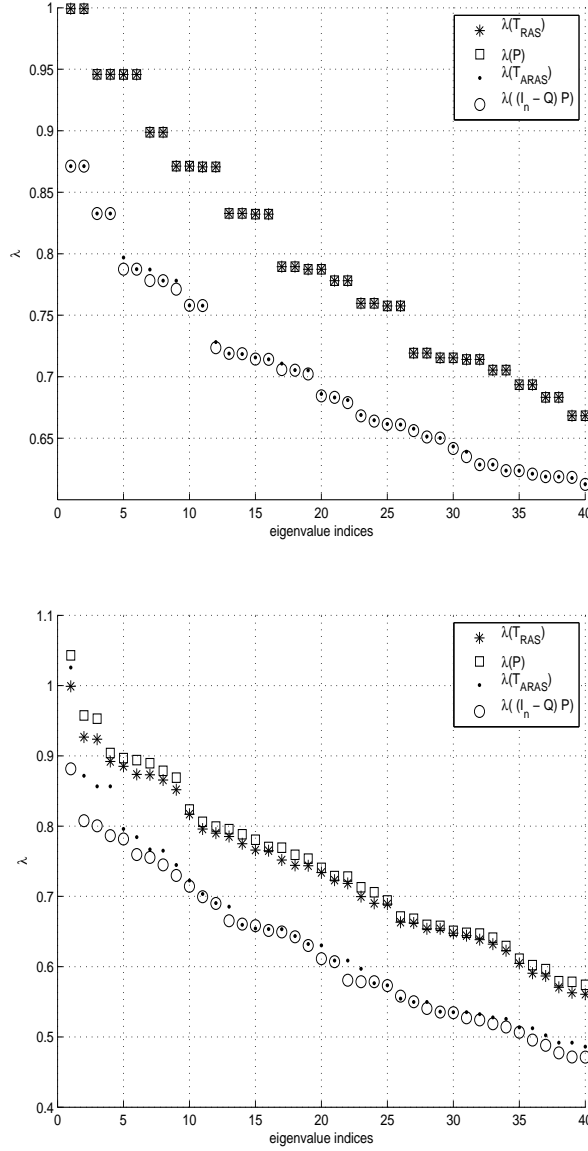 1
0.95
0.9
0.85
0.8
0.75
0.7
0.65
λ
0 5 10 15 20 25 30 35 40
eigenvalue indices
λ(T_RAS)
λ(P)
λ(T_ARAS)
λ( (I_n − Q) P)
1.1
1
0.9
0.8
0.7
0.6
0.5
0.4
λ
0 5 10 15 20 25 30 35 40
eigenvalue indices
λ(T_RAS)
λ(P)
λ(T_ARAS)
λ( (I_n − Q) P)